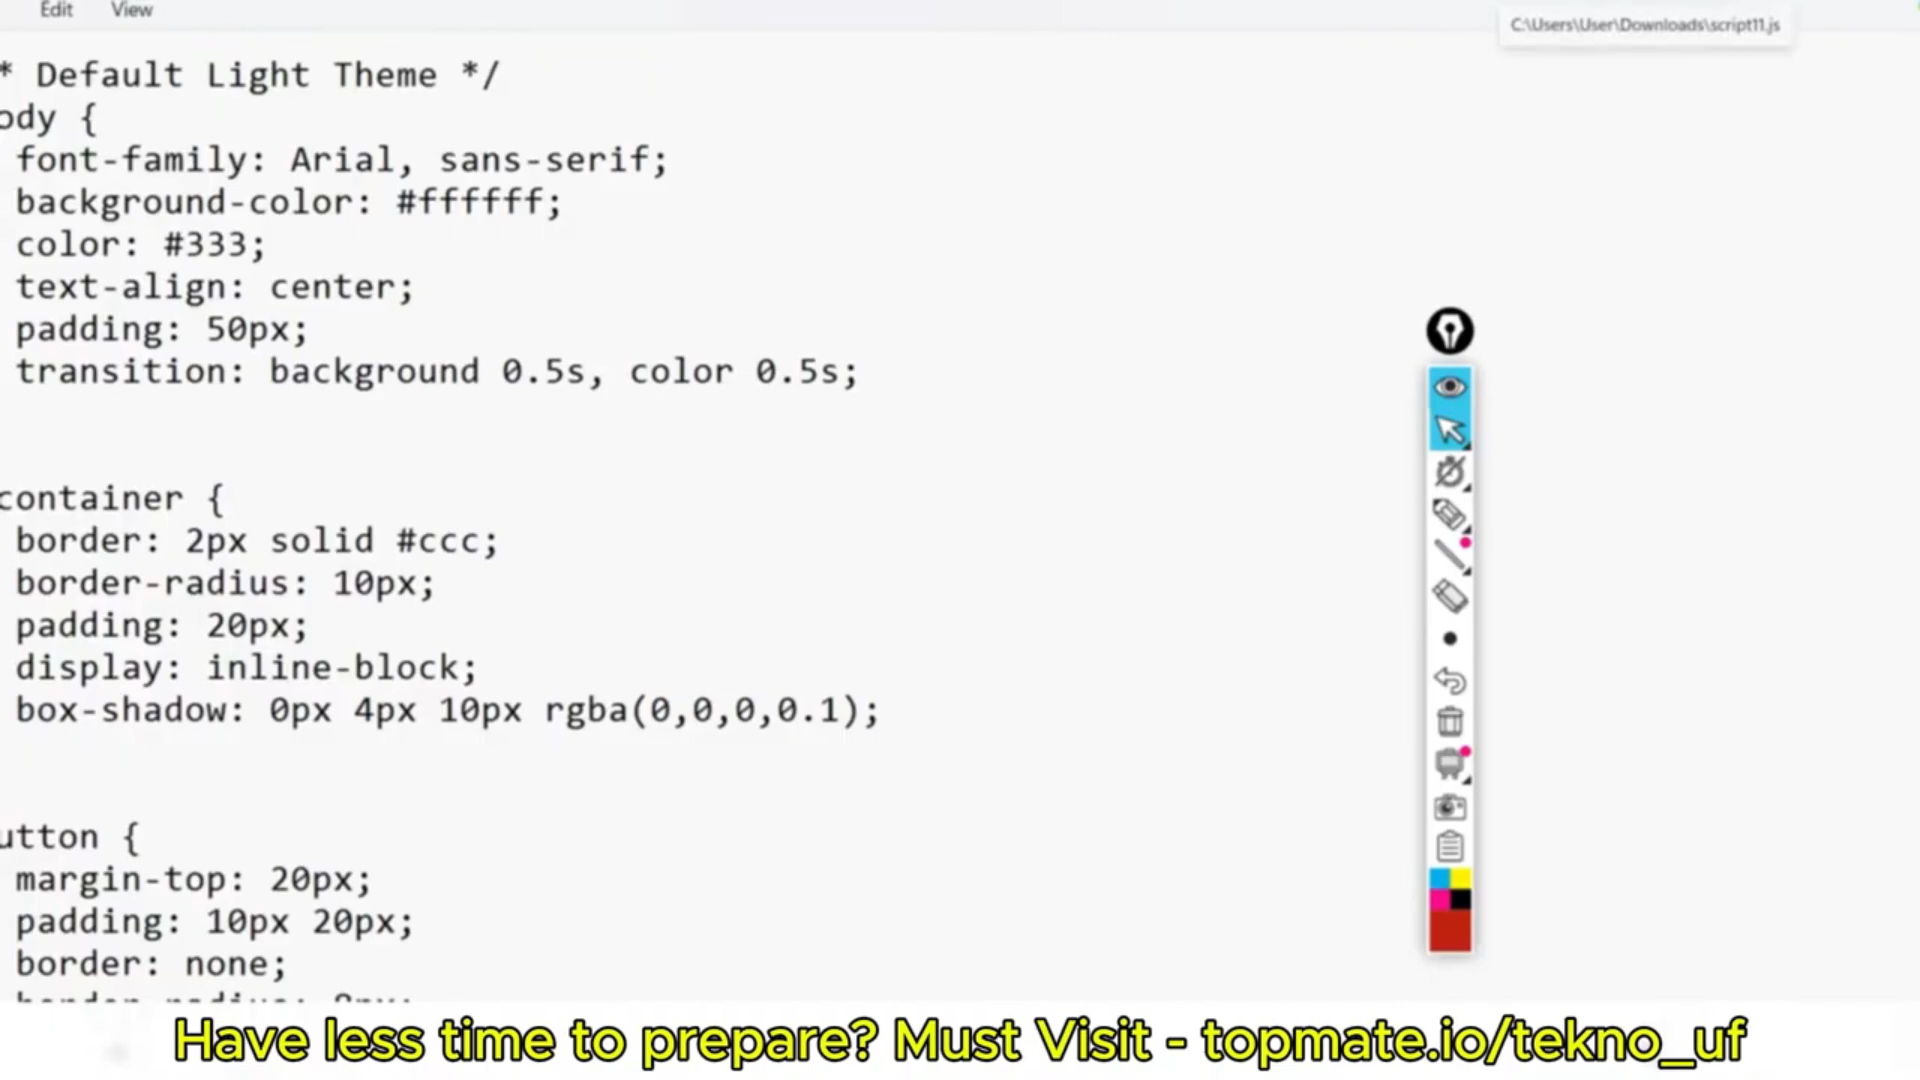 Edit View
C:\Users\User\Downloads\script11.js
* Default Light Theme */
ody {
font-family: Arial, sans-serif;
background-color: #ffffff;
color: #333;
text-align: center;
padding: 50px;
transition: background 0.5s, color 0.5s;
container {
border: 2px solid #ccc;
border-radius: 10px;
padding: 20px;
display: inline-block;
box-shadow: 0px 4px 10px rgba(0,0,0,0.1);
utton {
margin-top: 20px;
padding: 10px 20px;
border: none;
Have less time to prepare? Must Visit - topmate.io/tekno_uf